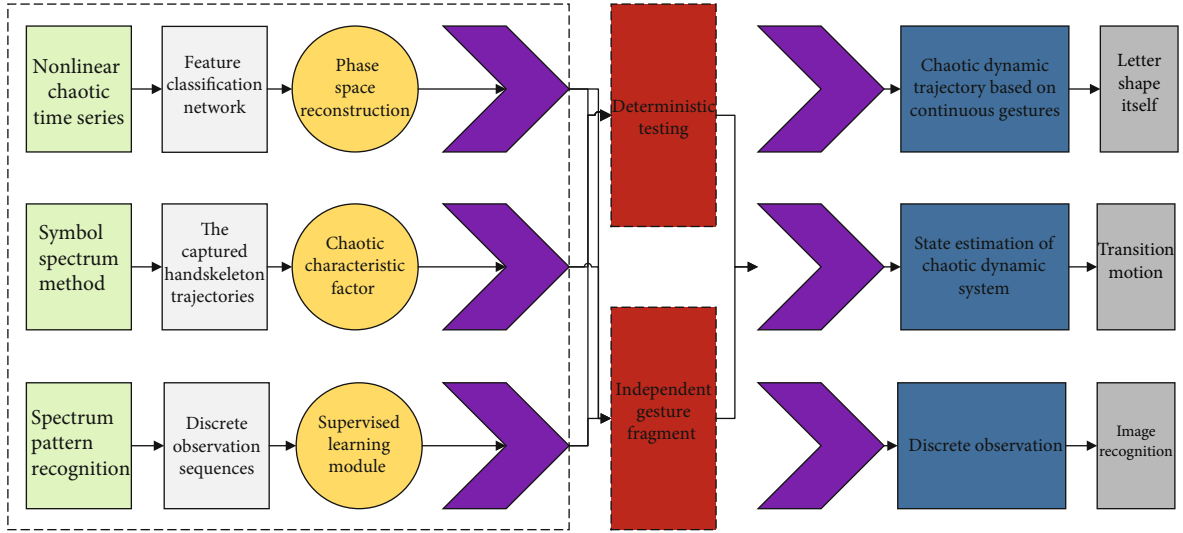 Nonlinear
chaotic
time series
Feature
classification
network
Phase
space
reconstruction
Deterministic
testing
Chaotic dynamic
trajectory based on
continuous gestures
Letter
shape
itself
Symbol
spectrum
method
The
captured
handskeleton
trajectories
Chaotic
characteristic
factor
State estimation of
chaotic dynamic
system
Transition
motion
Spectrum
pattern
recognition
Discrete
observation
sequences
Supervised
learning
module
Independent
gesture
fragment
Discrete observation
Image
recognition